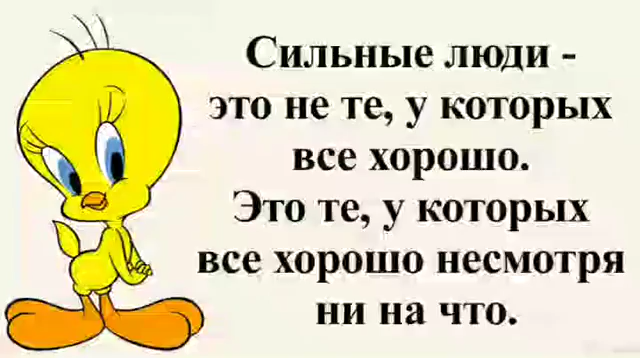 Сильные люди -
это не те, у которых
все хорошо.
Это те, у которых
все хорошо несмотря
ни на что.